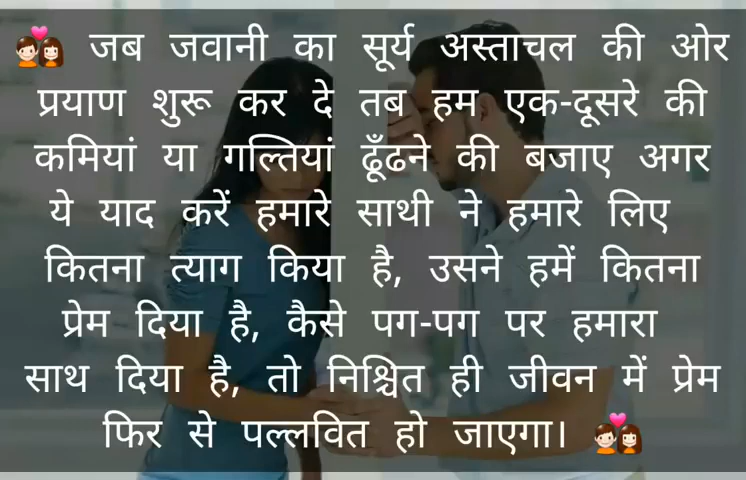 💑 जब जवानी का सूर्य अस्ताचल की ओर
प्रयाण शुरू कर दे तब हम एक-दूसरे की
कमियां या गल्तियां ढूँढने की बजाए अगर
ये याद करें हमारे साथी ने हमारे लिए
कितना त्याग किया है, उसने हमें कितना
प्रेम दिया है, कैसे पग-पग पर हमारा
साथ दिया है, तो निश्चित ही जीवन में प्रेम
फिर से पल्लवित हो जाएगा। 💑